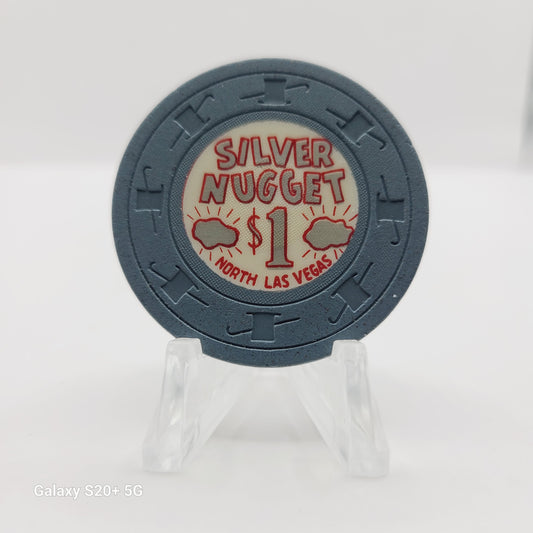 SILVER
NUGGET
$1
NORTH LAS VEGAS
Galaxy S20+ 5G